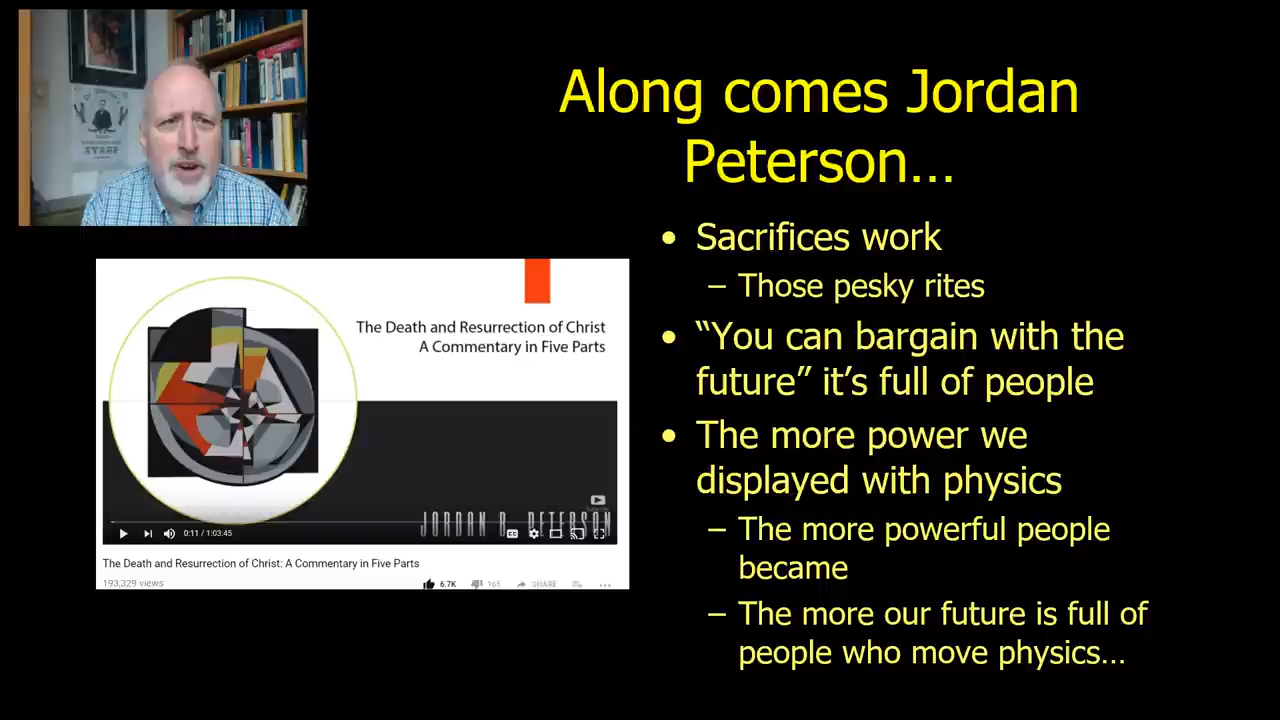 Along comes Jordan
Peterson...
• Sacrifices work
– Those pesky rites
• “You can bargain with the
future” it’s full of people
• The more power we
displayed with physics
– The more powerful people
became
– The more our future is full of
people who move physics...
The Death and Resurrection of Christ
A Commentary in Five Parts
JORDAN B. PETERSON
0:11 / 1:03:45
The Death and Resurrection of Christ: A Commentary in Five Parts
193,329 views
6.7K
165
SHARE